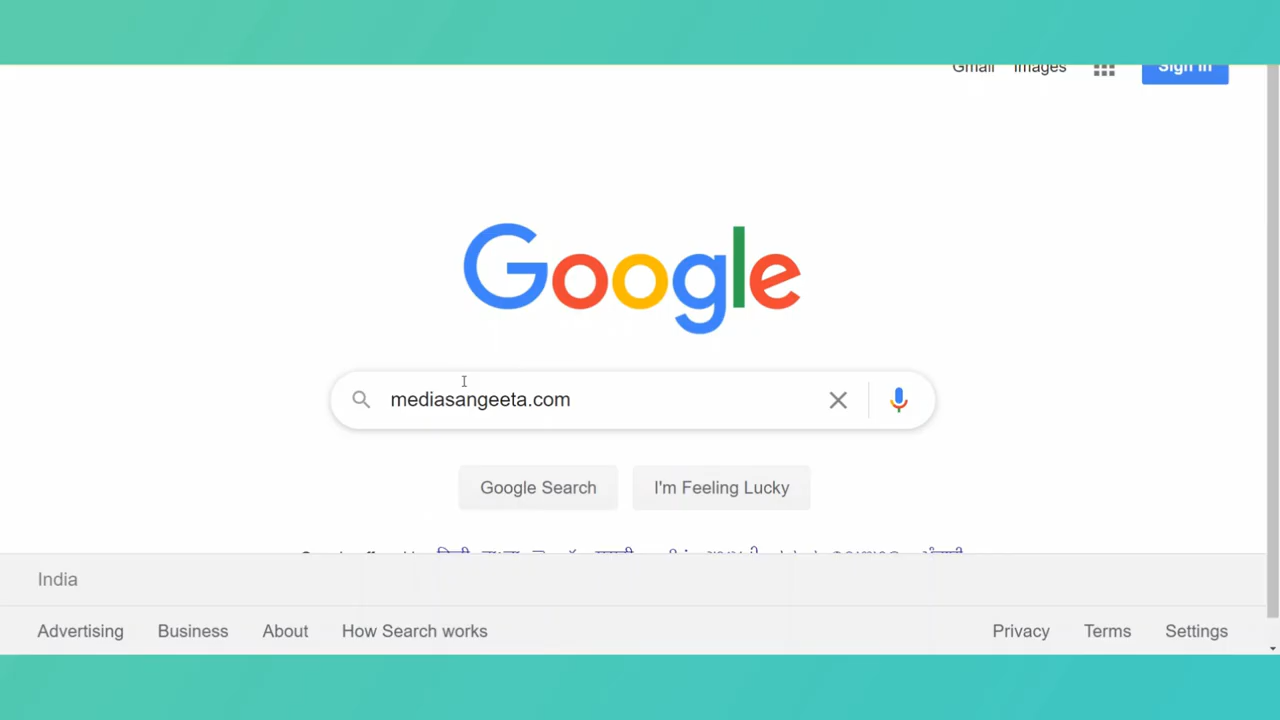 Gmail Images Sign in
Google
mediasangeeta.com
Google Search I'm Feeling Lucky
India
Advertising Business About How Search works Privacy Terms Settings